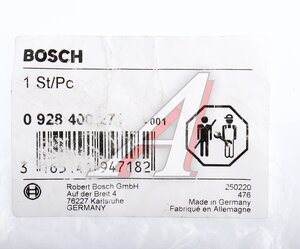 BOSCH
1 St/Pc
0 928 400
-001
947182
Robert Bosch GmbH
Auf der Breit 4
76227 Karlsruhe
GERMANY
250220
476
Made in Germany
Fabriqué en Allemagne